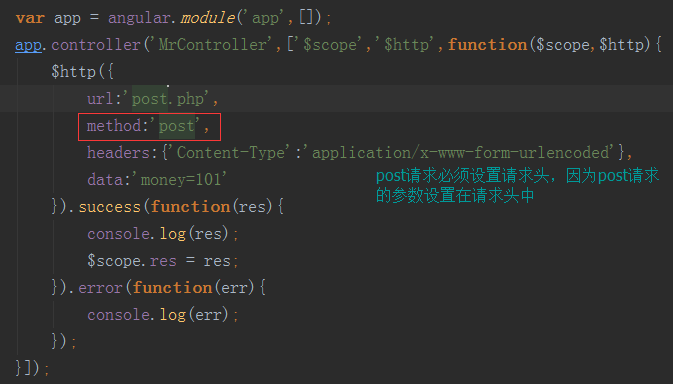 var app = angular.module('app',[]);
app.controller('MrController',['$scope','$http',function($scope,$http){
$http({
url:'post.php',
method:'post',
headers:{'Content-Type':'application/x-www-form-urlencoded'},
data:'money=101'
post请求必须设置请求头，因为post请求
的参数设置在请求头中
}).success(function(res){
console.log(res);
$scope.res = res;
}).error(function(err){
console.log(err);
});
}]);